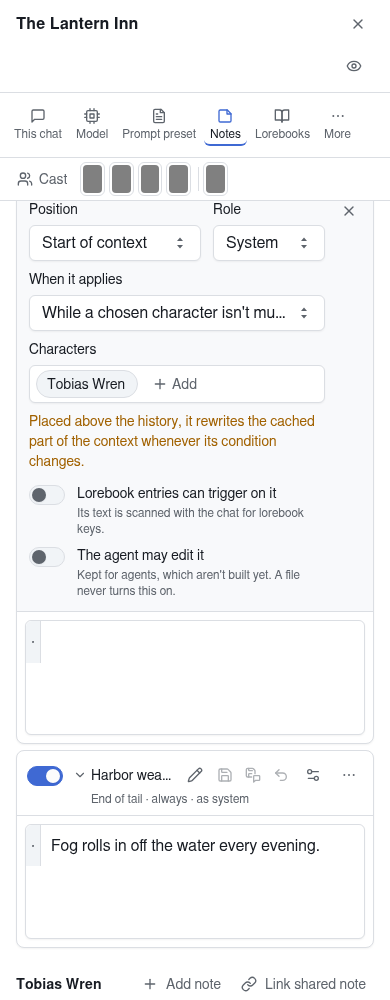 The Lantern Inn
This chat
Model
Prompt preset
Notes
Lorebooks
More
Cast
Position
Role
Start of context
System
When it applies
While a chosen character isn't mu...
Characters
Tobias Wren
Add
Placed above the history, it rewrites the cached
part of the context whenever its condition
changes.
Lorebook entries can trigger on it
Its text is scanned with the chat for lorebook
keys.
The agent may edit it
Kept for agents, which aren't built yet. A file
never turns this on.
Harbor wea...
End of tail · always · as system
Fog rolls in off the water every evening.
Tobias Wren
Add note
Link shared note